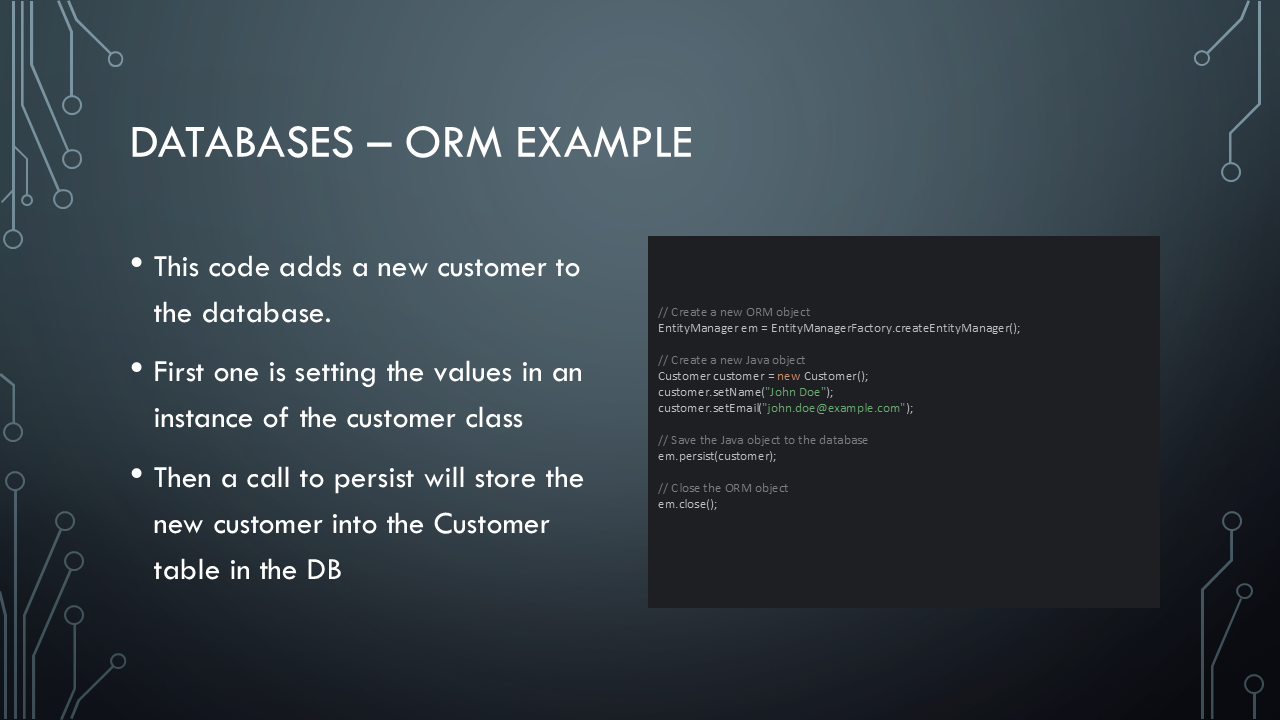 DATABASES – ORM EXAMPLE
• This code adds a new customer to
the database.
• First one is setting the values in an
instance of the customer class
• Then a call to persist will store the
new customer into the Customer
table in the DB
// Create a new ORM object
EntityManager em = EntityManagerFactory.createEntityManager();
// Create a new Java object
Customer customer = new Customer();
customer.setName("John Doe");
customer.setEmail("john.doe@example.com");
// Save the Java object to the database
em.persist(customer);
// Close the ORM object
em.close();